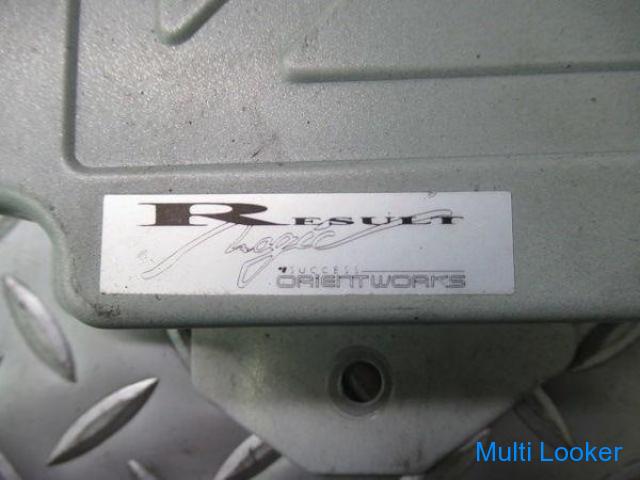 RESULT
Magic
SUCCESS
ORIENTWORKS
Multi Looker